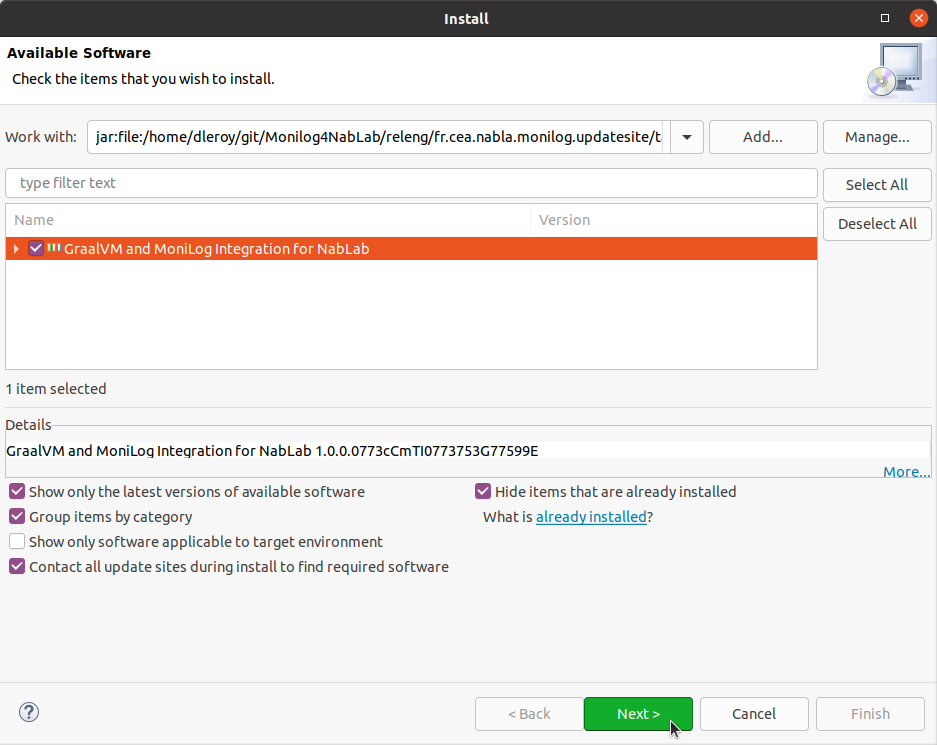 Install
Available Software
Check the items that you wish to install.
Work with: jar:file:/home/dleroy/git/Monilog4NabLab/releng/fr.cea.nabla.monilog.updatesite/t Add... Manage...
type filter text Select All
Name Version Deselect All
GraalVM and MoniLog Integration for NabLab
1 item selected
Details
GraalVM and MoniLog Integration for NabLab 1.0.0.0773cCmTI0773753G77599E
More...
Show only the latest versions of available software Hide items that are already installed
Group items by category What is already installed?
Show only software applicable to target environment
Contact all update sites during install to find required software
? < Back Next > Cancel Finish